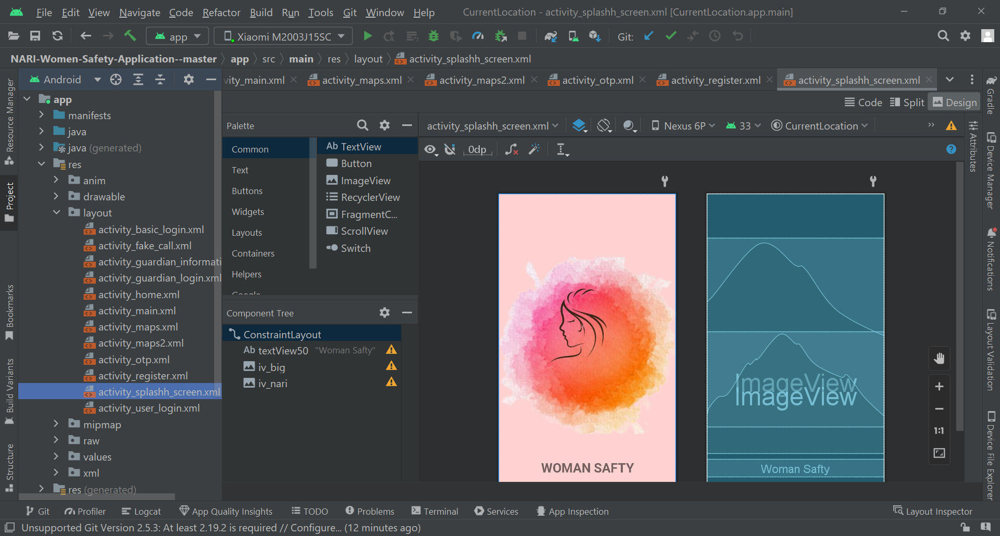 File Edit View Navigate Code Refactor Build Run Tools Git Window Help CurrentLocation - activity_splashh_screen.xml [CurrentLocation.app.main]
app Xiaomi M2003J15SC Git:
NARI-Women-Safety-Application--master app src main res layout activity_splashh_screen.xml
Android vity_main.xml activity_maps.xml activity_maps2.xml activity_otp.xml activity_register.xml activity_splashh_screen.xml
Code Split Design
Resource Manager
Project
Bookmarks
Build Variants
Structure
app
manifests
java
java (generated)
res
anim
drawable
layout
activity_basic_login.xml
activity_fake_call.xml
activity_guardian_informati
activity_guardian_login.xml
activity_home.xml
activity_main.xml
activity_maps.xml
activity_maps2.xml
activity_otp.xml
activity_register.xml
activity_splashh_screen.xml
activity_user_login.xml
mipmap
raw
values
xml
res (generated)
Palette
Common
Text
Buttons
Widgets
Layouts
Containers
Helpers
Google
Ab TextView
Button
ImageView
RecyclerView
FragmentC...
ScrollView
Switch
Component Tree
ConstraintLayout
Ab textView50 "Woman Safty"
iv_big
iv_nari
activity_splashh_screen.xml Nexus 6P 33 CurrentLocation
0dp
WOMAN SAFTY
ImageView
ImageView
Woman Safty
1:1
Attributes
Gradle
Device Manager
Notifications
Layout Validation
Device File Explorer
Git Profiler Logcat App Quality Insights TODO Problems Terminal Services App Inspection Layout Inspector
Unsupported Git Version 2.5.3: At least 2.19.2 is required // Configure... (12 minutes ago)